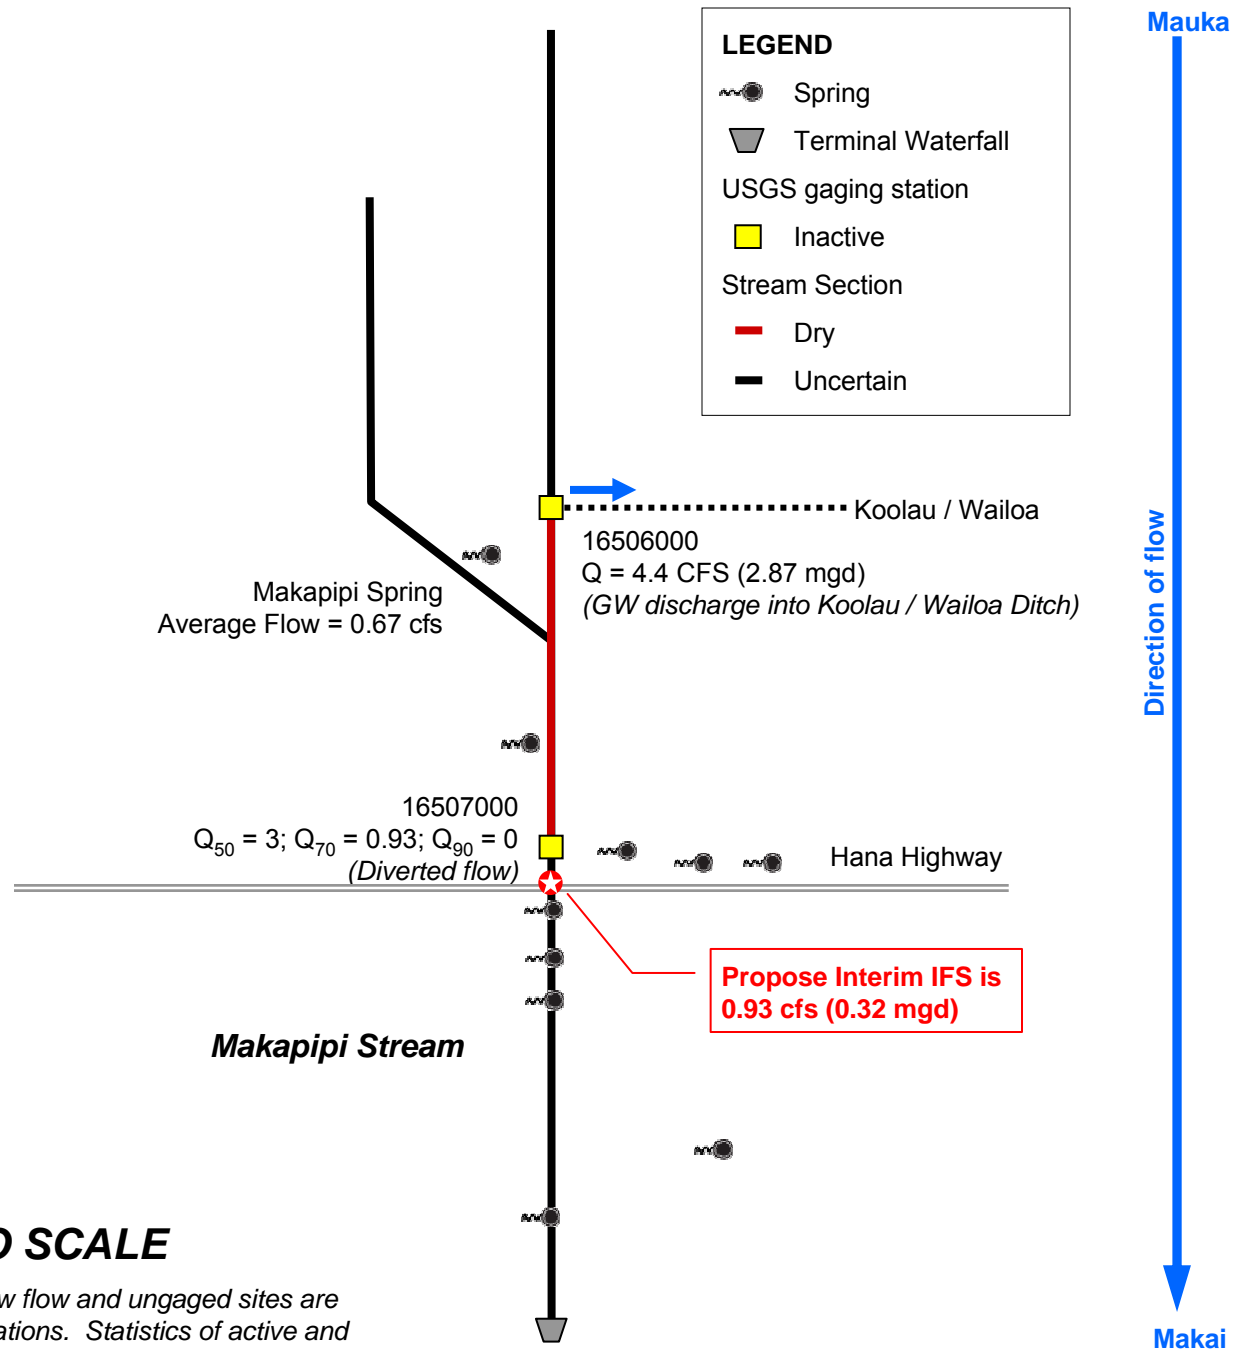 Mauka
LEGEND
Spring
Terminal Waterfall
USGS gaging station
Inactive
Stream Section
Dry
Uncertain
Koolau / Wailoa
16506000
Q = 4.4 CFS (2.87 mgd)
(GW discharge into Koolau / Wailoa Ditch)
Makapipi Spring
Average Flow = 0.67 cfs
Direction of flow
16507000
Q50 = 3; Q70 = 0.93; Q90 = 0
(Diverted flow)
Hana Highway
Propose Interim IFS is
0.93 cfs (0.32 mgd)
Makapipi Stream
SCALE
flow and ungaged sites are
Statistics of active and
Makai